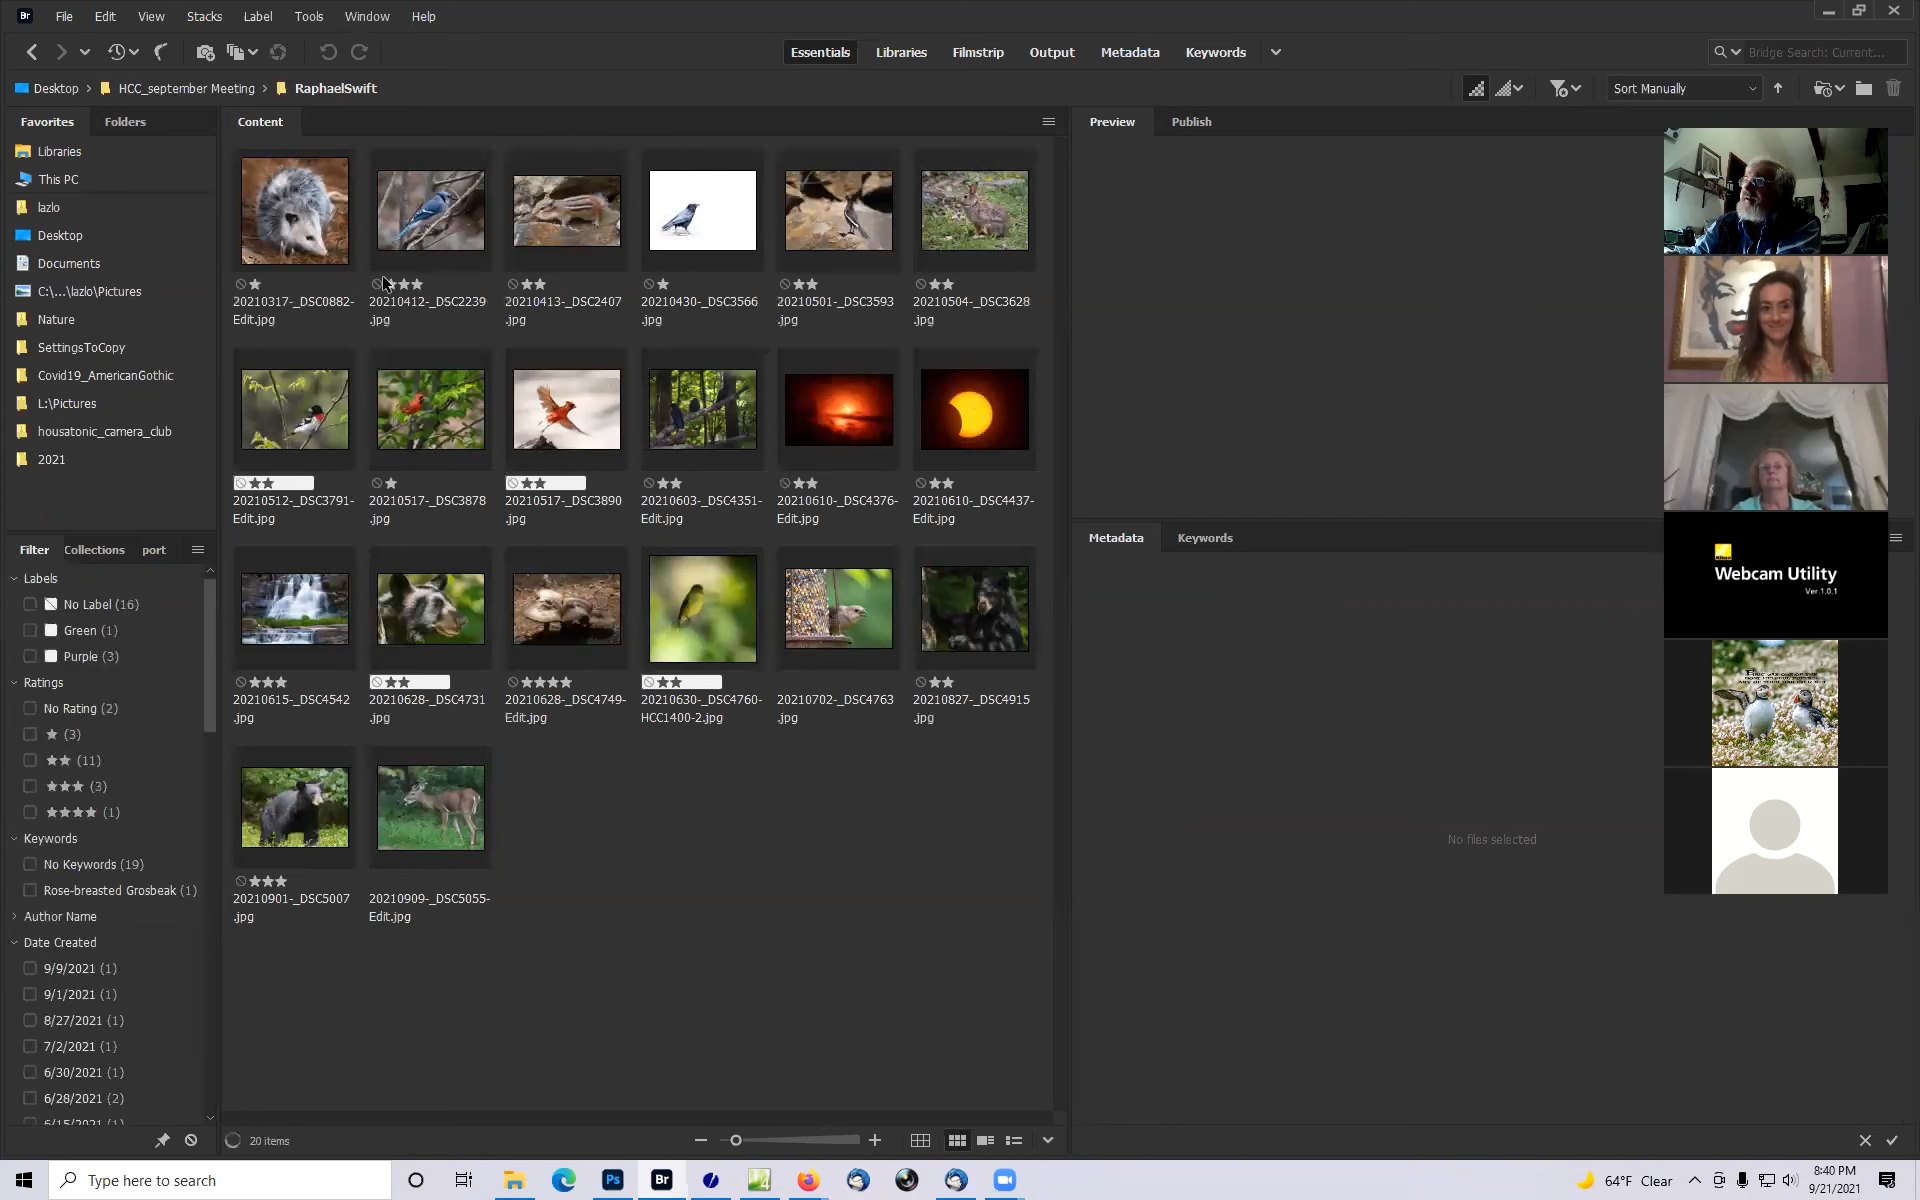 Br File Edit View Stacks Label Tools Window Help
Essentials Libraries Filmstrip Output Metadata Keywords
Bridge Search: Current...
Desktop HCC_september Meeting RaphaelSwift
Sort Manually
Favorites Folders
Libraries
This PC
lazlo
Desktop
Documents
C:\...\lazlo\Pictures
Nature
SettingsToCopy
Covid19_AmericanGothic
L:\Pictures
housatonic_camera_club
2021
Filter Collections port
Labels
No Label (16)
Green (1)
Purple (3)
Ratings
No Rating (2)
(3)
(11)
(3)
(1)
Keywords
No Keywords (19)
Rose-breasted Grosbeak (1)
Author Name
Date Created
9/9/2021 (1)
9/1/2021 (1)
8/27/2021 (1)
7/2/2021 (1)
6/30/2021 (1)
6/28/2021 (2)
6/15/2021 (1)
Content
20210317-_DSC0882-
Edit.jpg
20210412-_DSC2239
.jpg
20210413-_DSC2407
.jpg
20210430-_DSC3566
.jpg
20210501-_DSC3593
.jpg
20210504-_DSC3628
.jpg
20210512-_DSC3791-
Edit.jpg
20210517-_DSC3878
.jpg
20210517-_DSC3890
.jpg
20210603-_DSC4351-
Edit.jpg
20210610-_DSC4376-
Edit.jpg
20210610-_DSC4437-
Edit.jpg
20210615-_DSC4542
.jpg
20210628-_DSC4731
.jpg
20210628-_DSC4749-
Edit.jpg
20210630-_DSC4760-
HCC1400-2.jpg
20210702-_DSC4763
.jpg
20210827-_DSC4915
.jpg
20210901-_DSC5007
.jpg
20210909-_DSC5055-
Edit.jpg
20 items
Preview Publish
Metadata Keywords
No files selected
Nikon
Webcam Utility
Ver.1.0.1
Type here to search
Ps
Br
64°F Clear
8:40 PM
9/21/2021